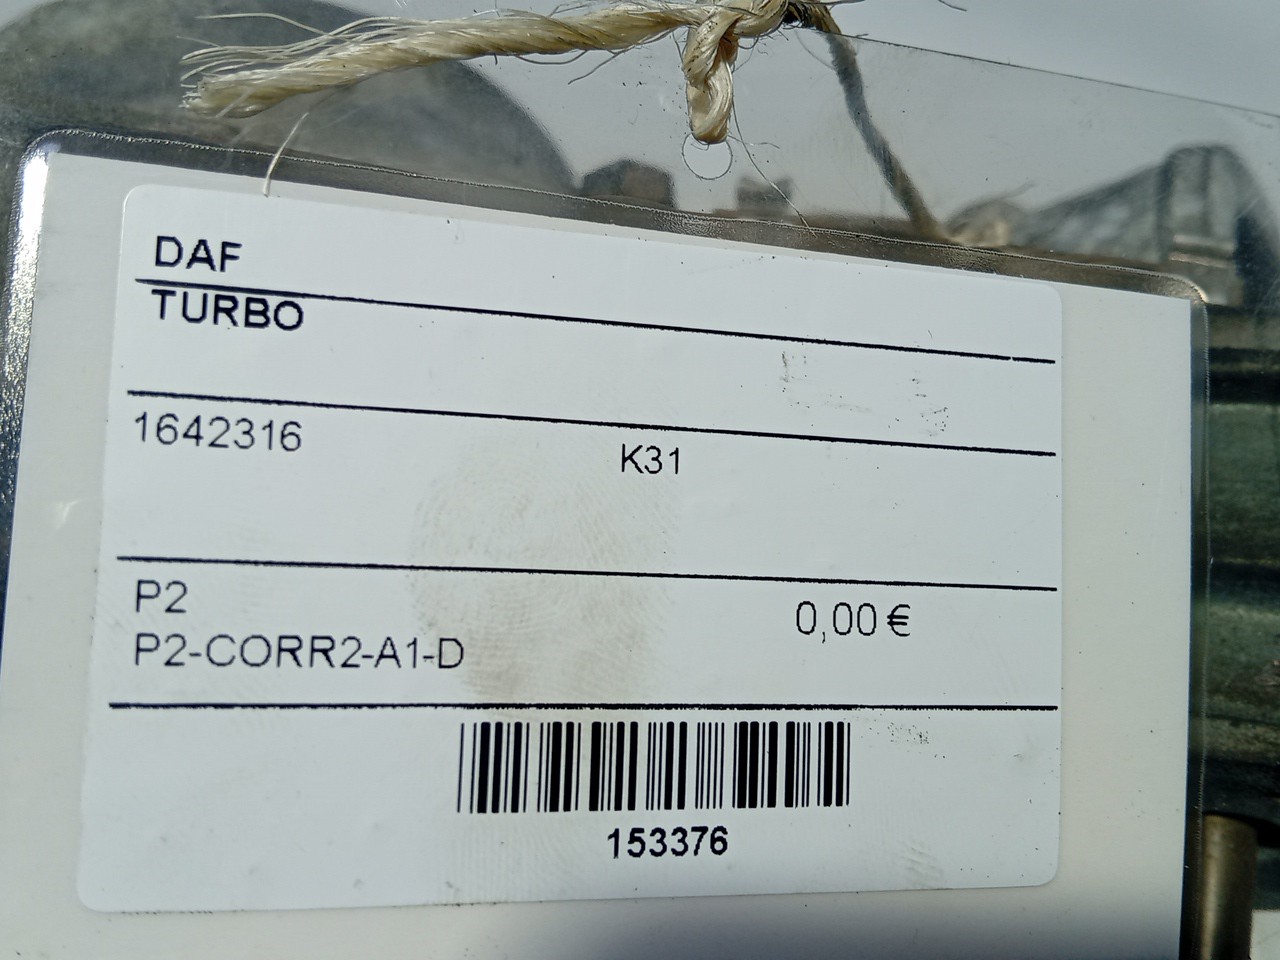 DAF
TURBO
1642316
K31
P2
0,00 €
P2-CORR2-A1-D
153376